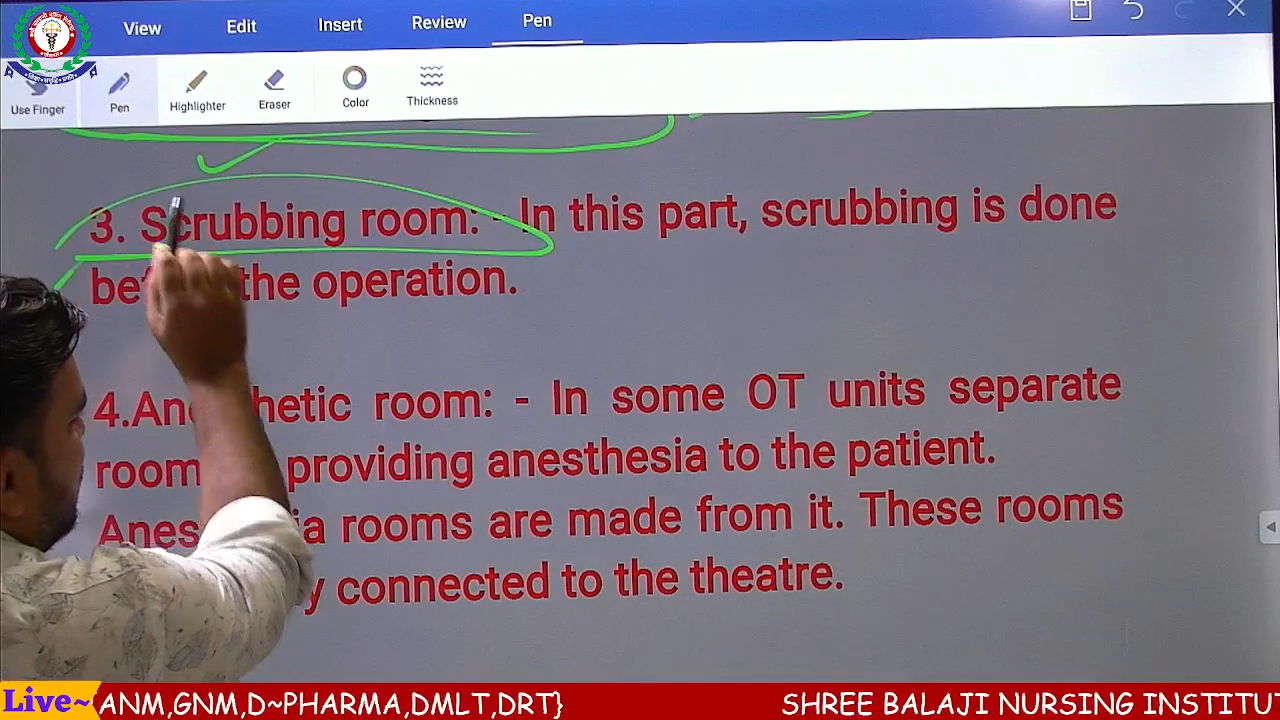 View Edit Insert Review Pen
Use Finger Pen Highlighter Eraser Color Thickness
3. Scrubbing room: - In this part, scrubbing is done
the operation.
room: - In some OT units separate
room providing anesthesia to the patient.
rooms are made from it. These rooms
connected to the theatre.
Live~ ANM,GNM,D~PHARMA,DMLT,DRT} SHREE BALAJI NURSING INSTITU